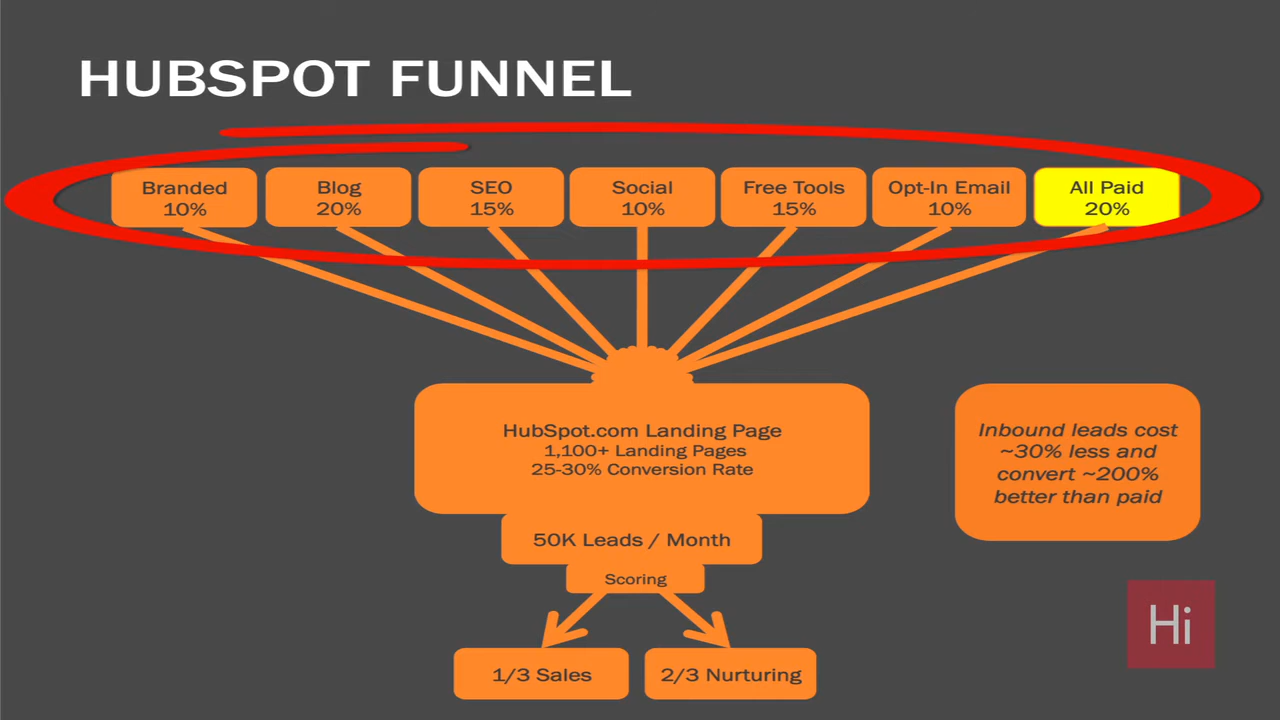 HUBSPOT FUNNEL
Branded
10%
Blog
20%
SEO
15%
Social
10%
Free Tools
15%
Opt-In Email
10%
All Paid
20%
HubSpot.com Landing Page
1,100+ Landing Pages
25-30% Conversion Rate
Inbound leads cost
~30% less and
convert ~200%
better than paid
50K Leads / Month
Scoring
1/3 Sales
2/3 Nurturing
Hi